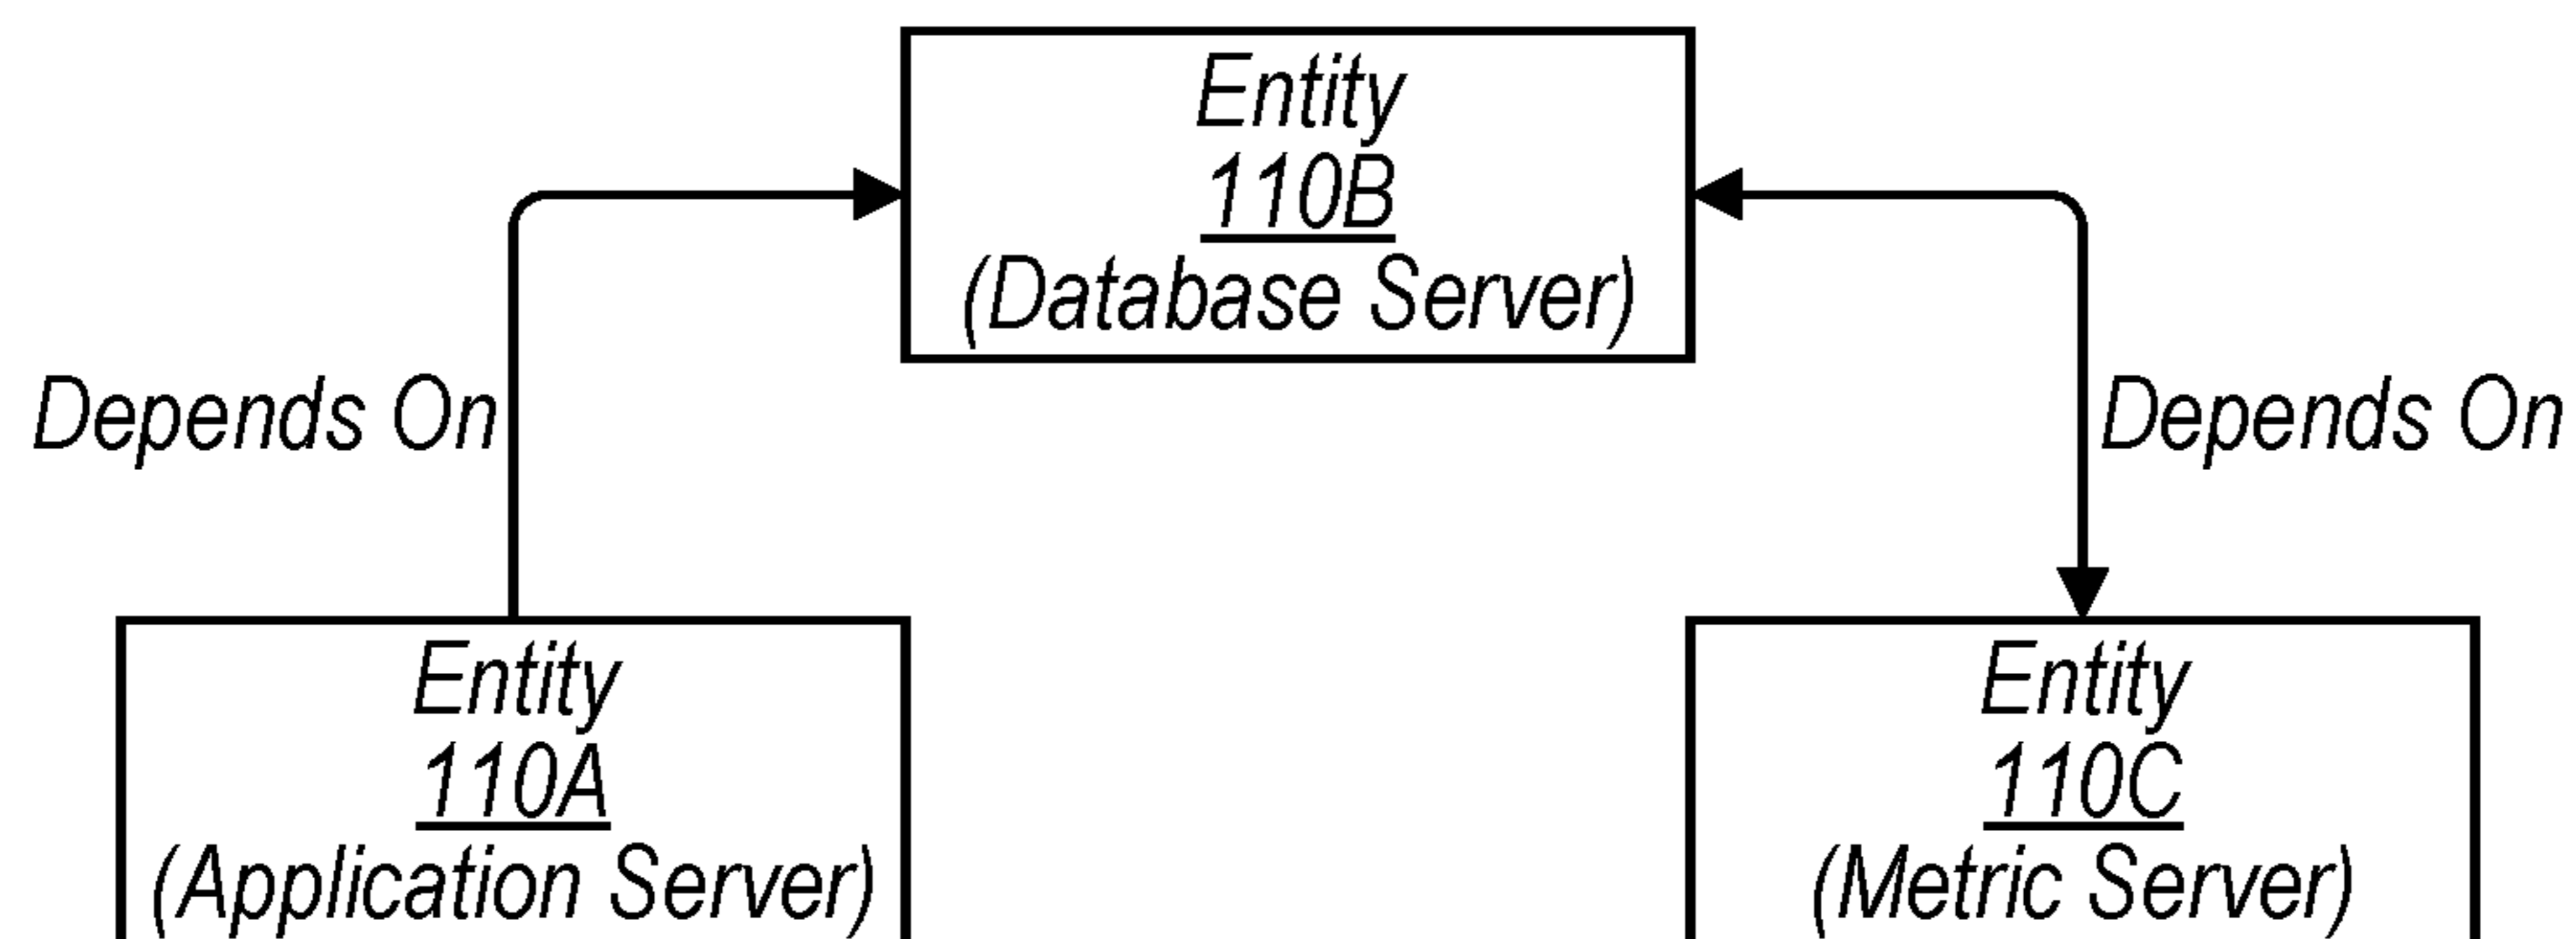 Entity
110B
(Database Server)
Depends On
Depends On
Entity
110A
(Application Server)
Entity
110C
(Metric Server)